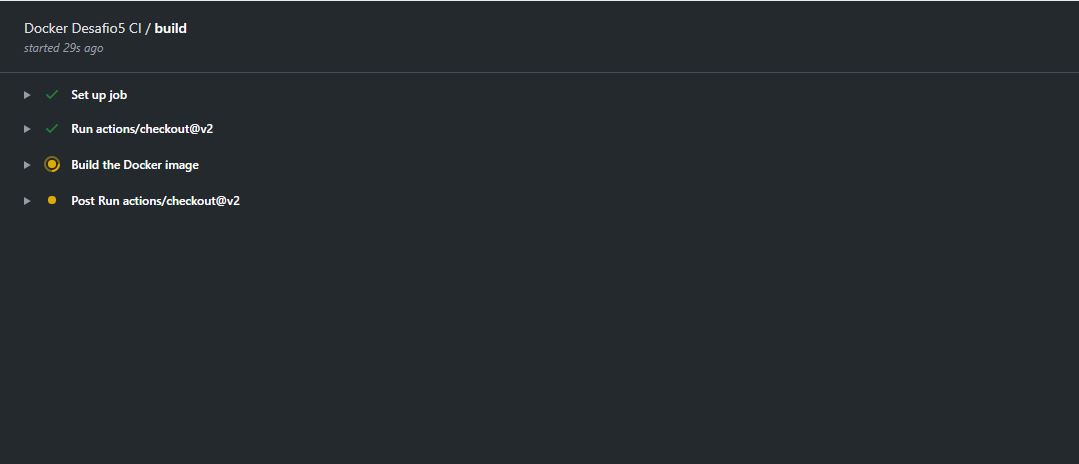 Docker Desafio5 CI / build
started 29s ago
Set up job
Run actions/checkout@v2
Build the Docker image
Post Run actions/checkout@v2